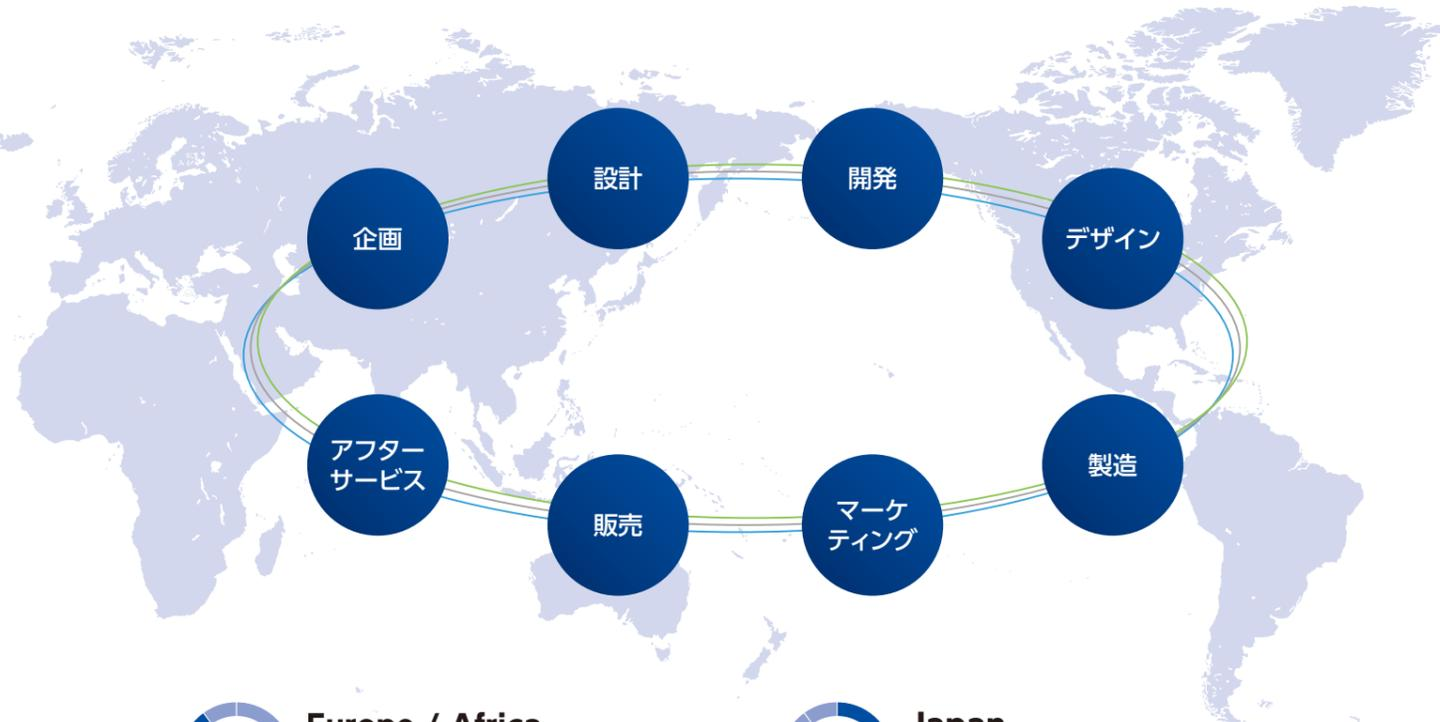 設計
開発
企画
デザイン
アフター
サービス
製造
販売
マーケ
ティング
Europe / Africa
Japan